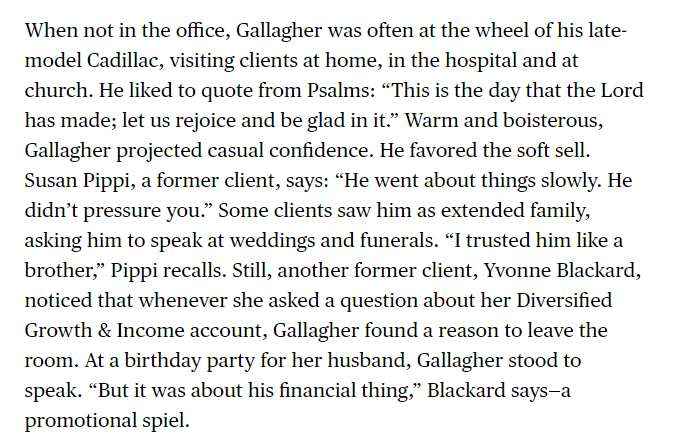 When not in the office, Gallagher was often at the wheel of his late-
model Cadillac, visiting clients at home, in the hospital and at
church. He liked to quote from Psalms: “This is the day that the Lord
has made; let us rejoice and be glad in it.” Warm and boisterous,
Gallagher projected casual confidence. He favored the soft sell.
Susan Pippi, a former client, says: “He went about things slowly. He
didn’t pressure you.” Some clients saw him as extended family,
asking him to speak at weddings and funerals. “I trusted him like a
brother,” Pippi recalls. Still, another former client, Yvonne Blackard,
noticed that whenever she asked a question about her Diversified
Growth & Income account, Gallagher found a reason to leave the
room. At a birthday party for her husband, Gallagher stood to
speak. “But it was about his financial thing,” Blackard says—a
promotional spiel.